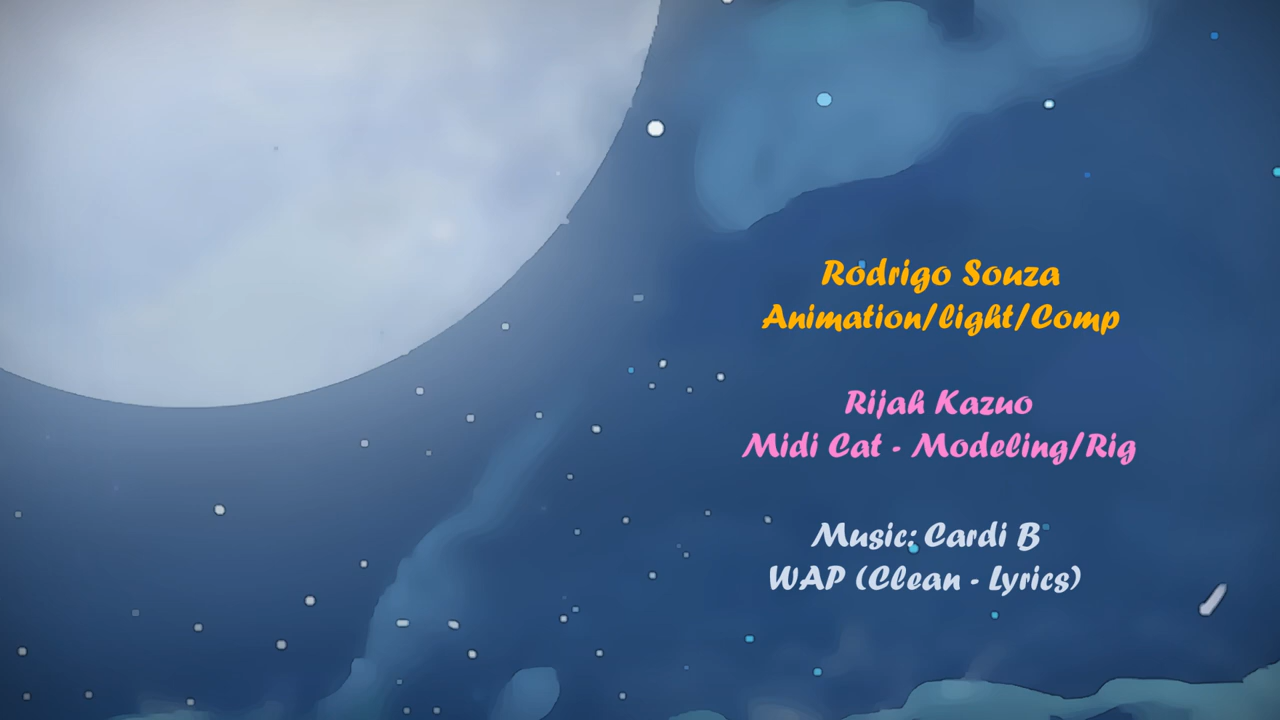 Rodrigo Souza
Animation/light/Comp
Rijah Kazuo
Midi Cat - Modeling/Rig
Music: Cardi B
WAP (Clean - Lyrics)